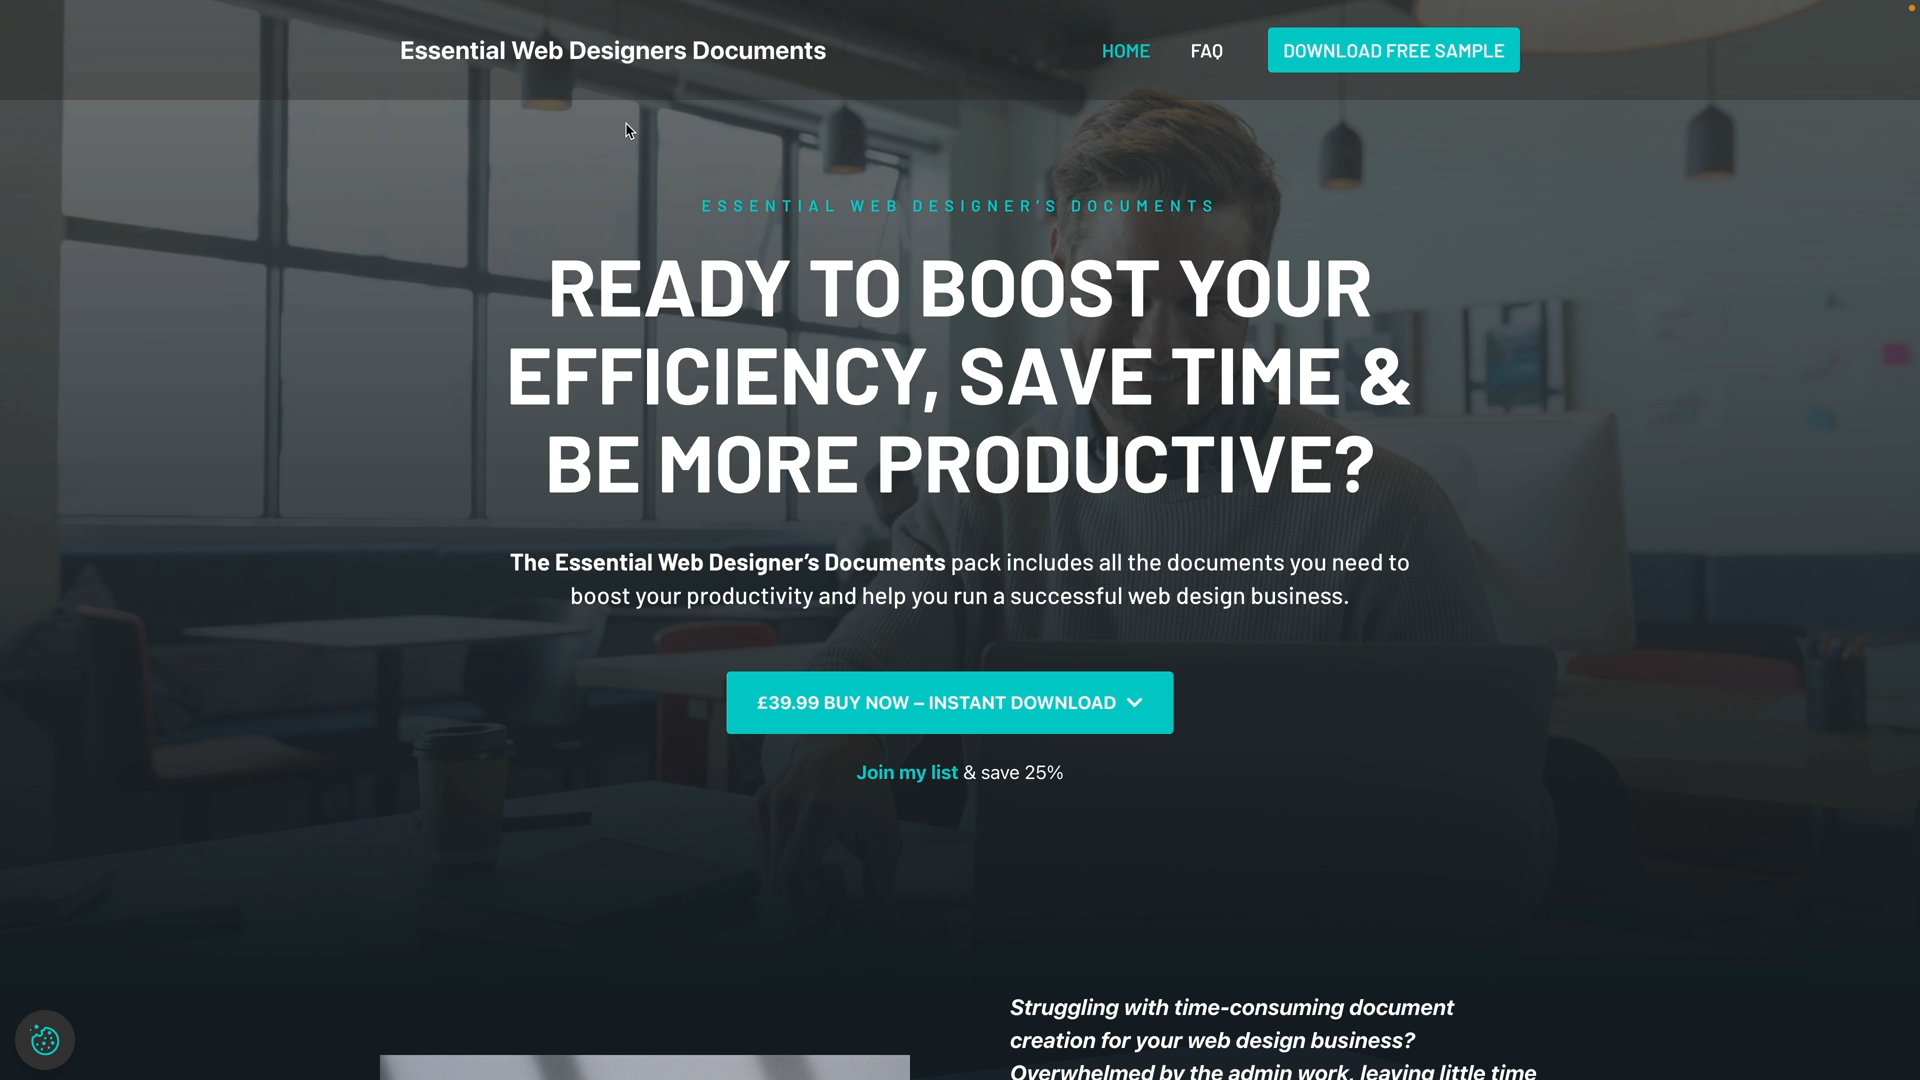 Essential Web Designers Documents
HOME FAQ DOWNLOAD FREE SAMPLE
ESSENTIAL WEB DESIGNER’S DOCUMENTS
READY TO BOOST YOUR
EFFICIENCY, SAVE TIME &
BE MORE PRODUCTIVE?
The Essential Web Designer’s Documents pack includes all the documents you need to
boost your productivity and help you run a successful web design business.
£39.99 BUY NOW – INSTANT DOWNLOAD
Join my list & save 25%
Struggling with time-consuming document
creation for your web design business?
Overwhelmed by the admin work, leaving little time